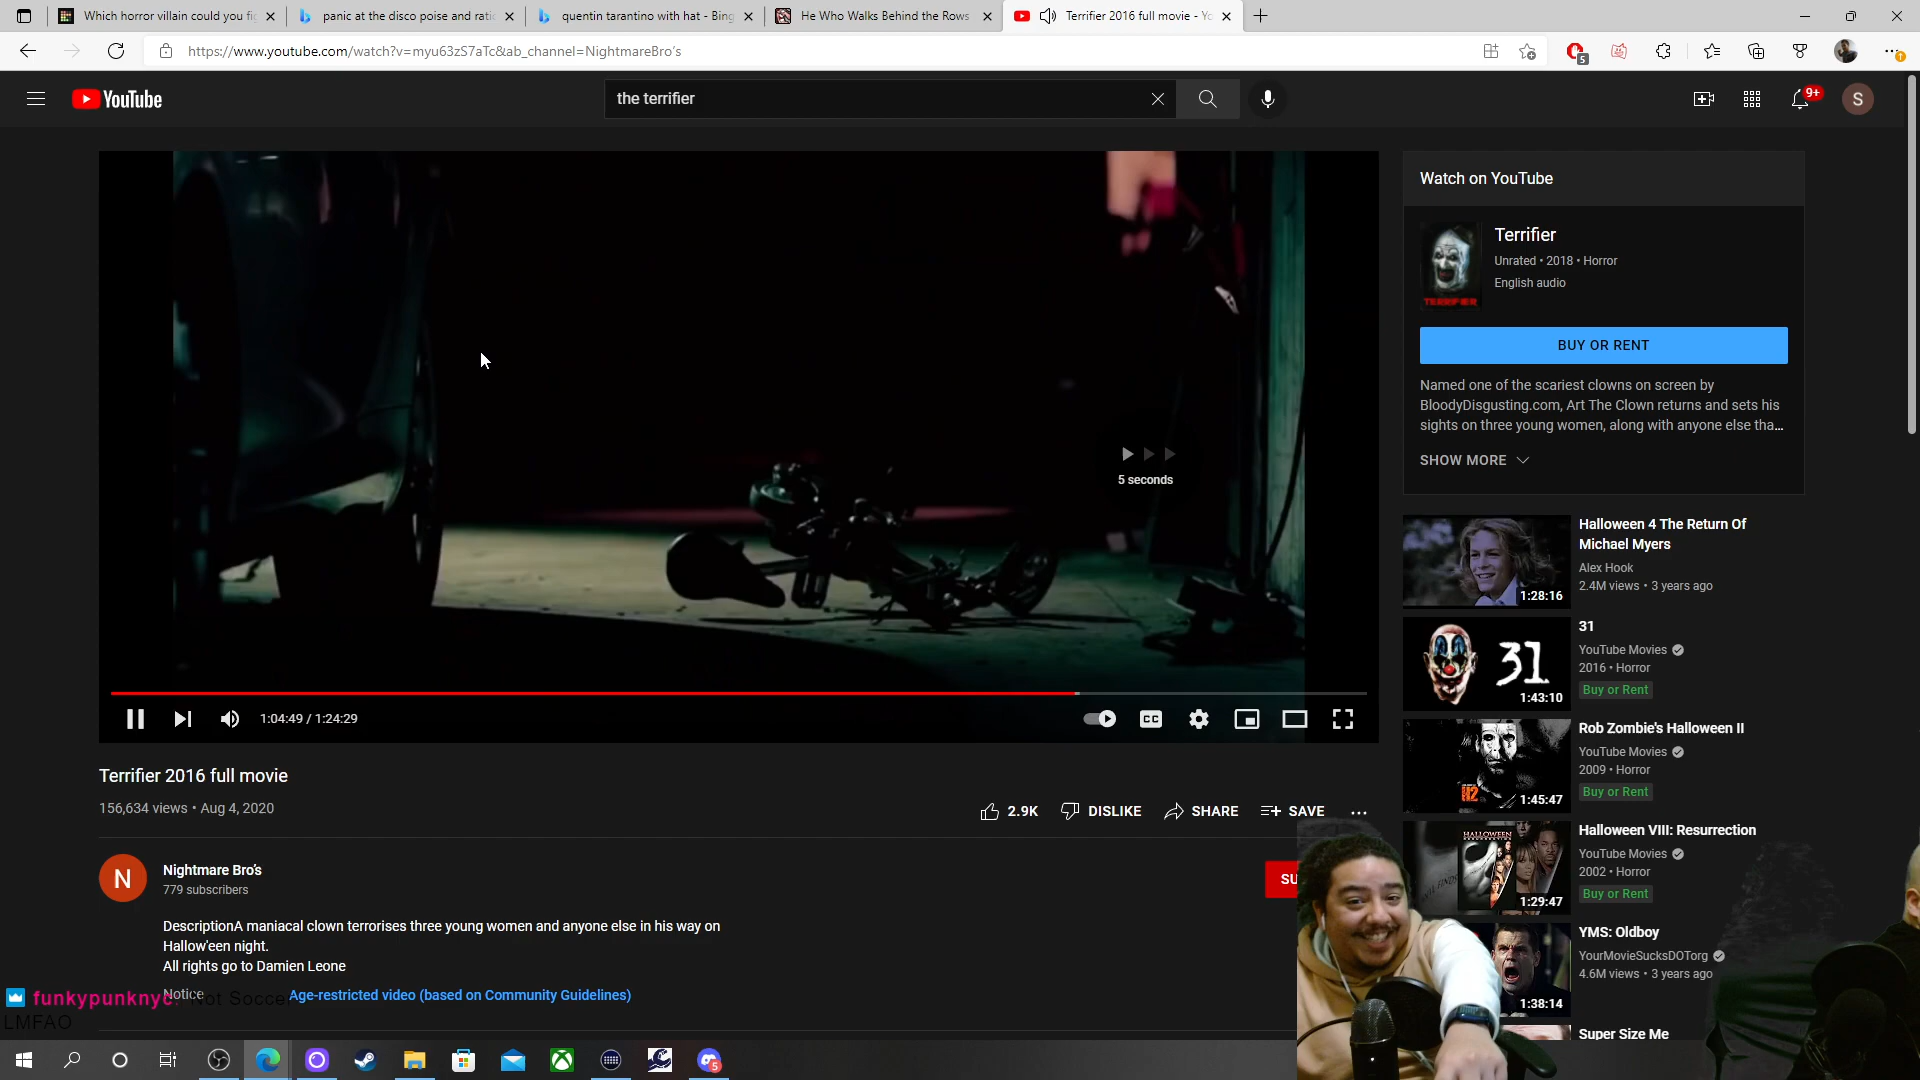 Which horror villain could you fig
panic at the disco poise and ratio
quentin tarantino with hat - Bing
He Who Walks Behind the Rows
Terrifier 2016 full movie - Yo
https://www.youtube.com/watch?v=myu63zS7aTc&ab_channel=NightmareBro's
5
YouTube
the terrifier
9+
S
5 seconds
1:04:49 / 1:24:29
CC
Terrifier 2016 full movie
156,634 views • Aug 4, 2020
2.9K
DISLIKE
SHARE
SAVE
N
Nightmare Bro's
779 subscribers
SU
DescriptionA maniacal clown terrorises three young women and anyone else in his way on
Hallow'een night.
All rights go to Damien Leone
Notice
Age-restricted video (based on Community Guidelines)
funkypunknyc: Not Soccer
LMFAO
Watch on YouTube
TERRIFIER
Terrifier
Unrated • 2018 • Horror
English audio
BUY OR RENT
Named one of the scariest clowns on screen by
BloodyDisgusting.com, Art The Clown returns and sets his
sights on three young women, along with anyone else tha...
SHOW MORE
1:28:16
Halloween 4 The Return Of
Michael Myers
Alex Hook
2.4M views • 3 years ago
31
1:43:10
31
YouTube Movies
2016 • Horror
Buy or Rent
H2
1:45:47
Rob Zombie's Halloween II
YouTube Movies
2009 • Horror
Buy or Rent
HALLOWEEN
1:29:47
Halloween VIII: Resurrection
YouTube Movies
2002 • Horror
Buy or Rent
1:38:14
YMS: Oldboy
YourMovieSucksDOTorg
4.6M views • 3 years ago
Super Size Me
5